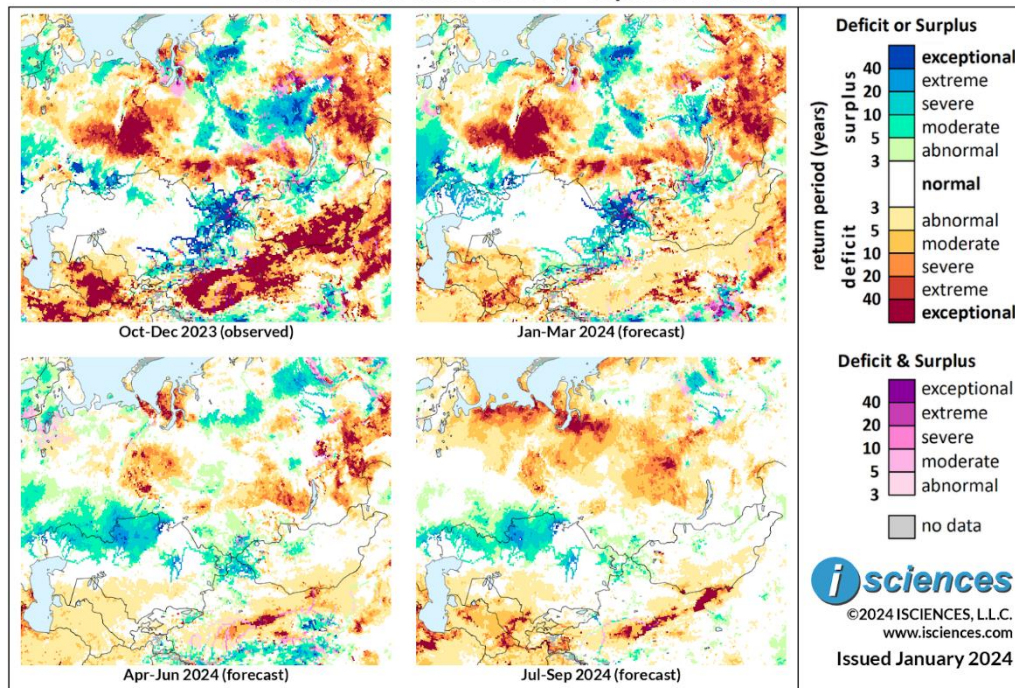 Oct-Dec 2023 (observed)
Jan-Mar 2024 (forecast)
Apr-Jun 2024 (forecast)
Jul-Sep 2024 (forecast)
Deficit or Surplus
return period (years)
surplus
deficit
40
exceptional
20
extreme
10
severe
5
moderate
3
abnormal
normal
3
abnormal
5
moderate
10
severe
20
extreme
40
exceptional
Deficit & Surplus
exceptional
40
extreme
20
severe
10
moderate
5
abnormal
3
no data
i sciences
©2024 ISCIENCES, L.L.C.
www.isciences.com
Issued January 2024